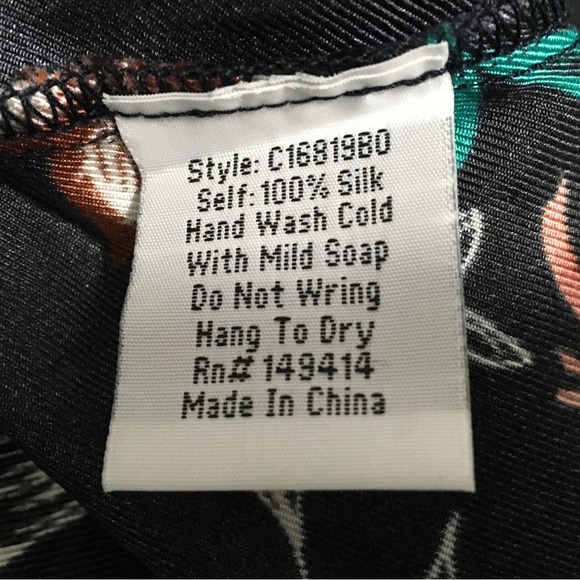 Style: C16819B0
Self: 100% Silk
Hand Wash Cold
With Mild Soap
Do Not Wring
Hang To Dry
Rn# 149414
Made In China